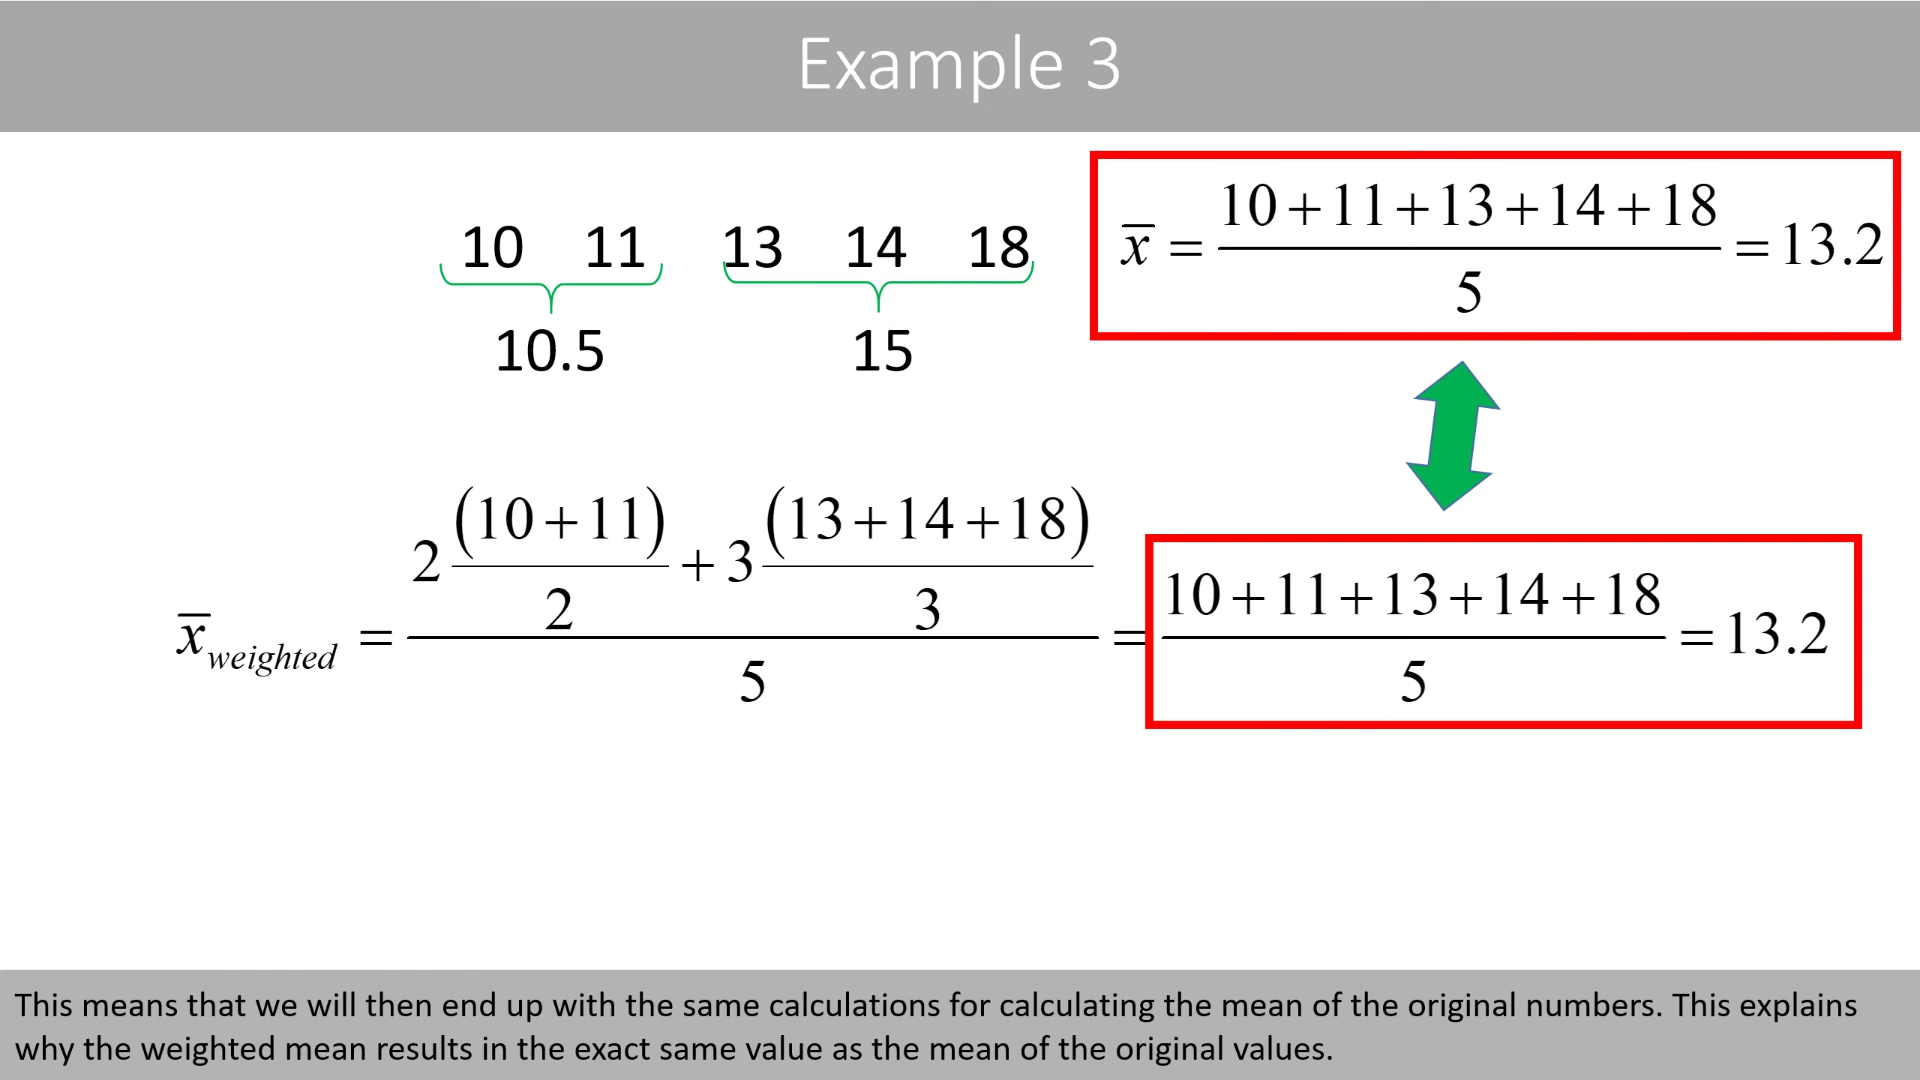 Example 3
10 11 13 14 18
10.5 15
x̄ = (10+11+13+14+18)/5 = 13.2
x̄_weighted = (2(10+11)/2 + 3(13+14+18)/3)/5 = (10+11+13+14+18)/5 = 13.2
This means that we will then end up with the same calculations for calculating the mean of the original numbers. This explains
why the weighted mean results in the exact same value as the mean of the original values.